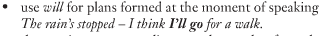 • use will for plans formed at the moment of speaking
The rain's stopped – I think I'll go for a walk.